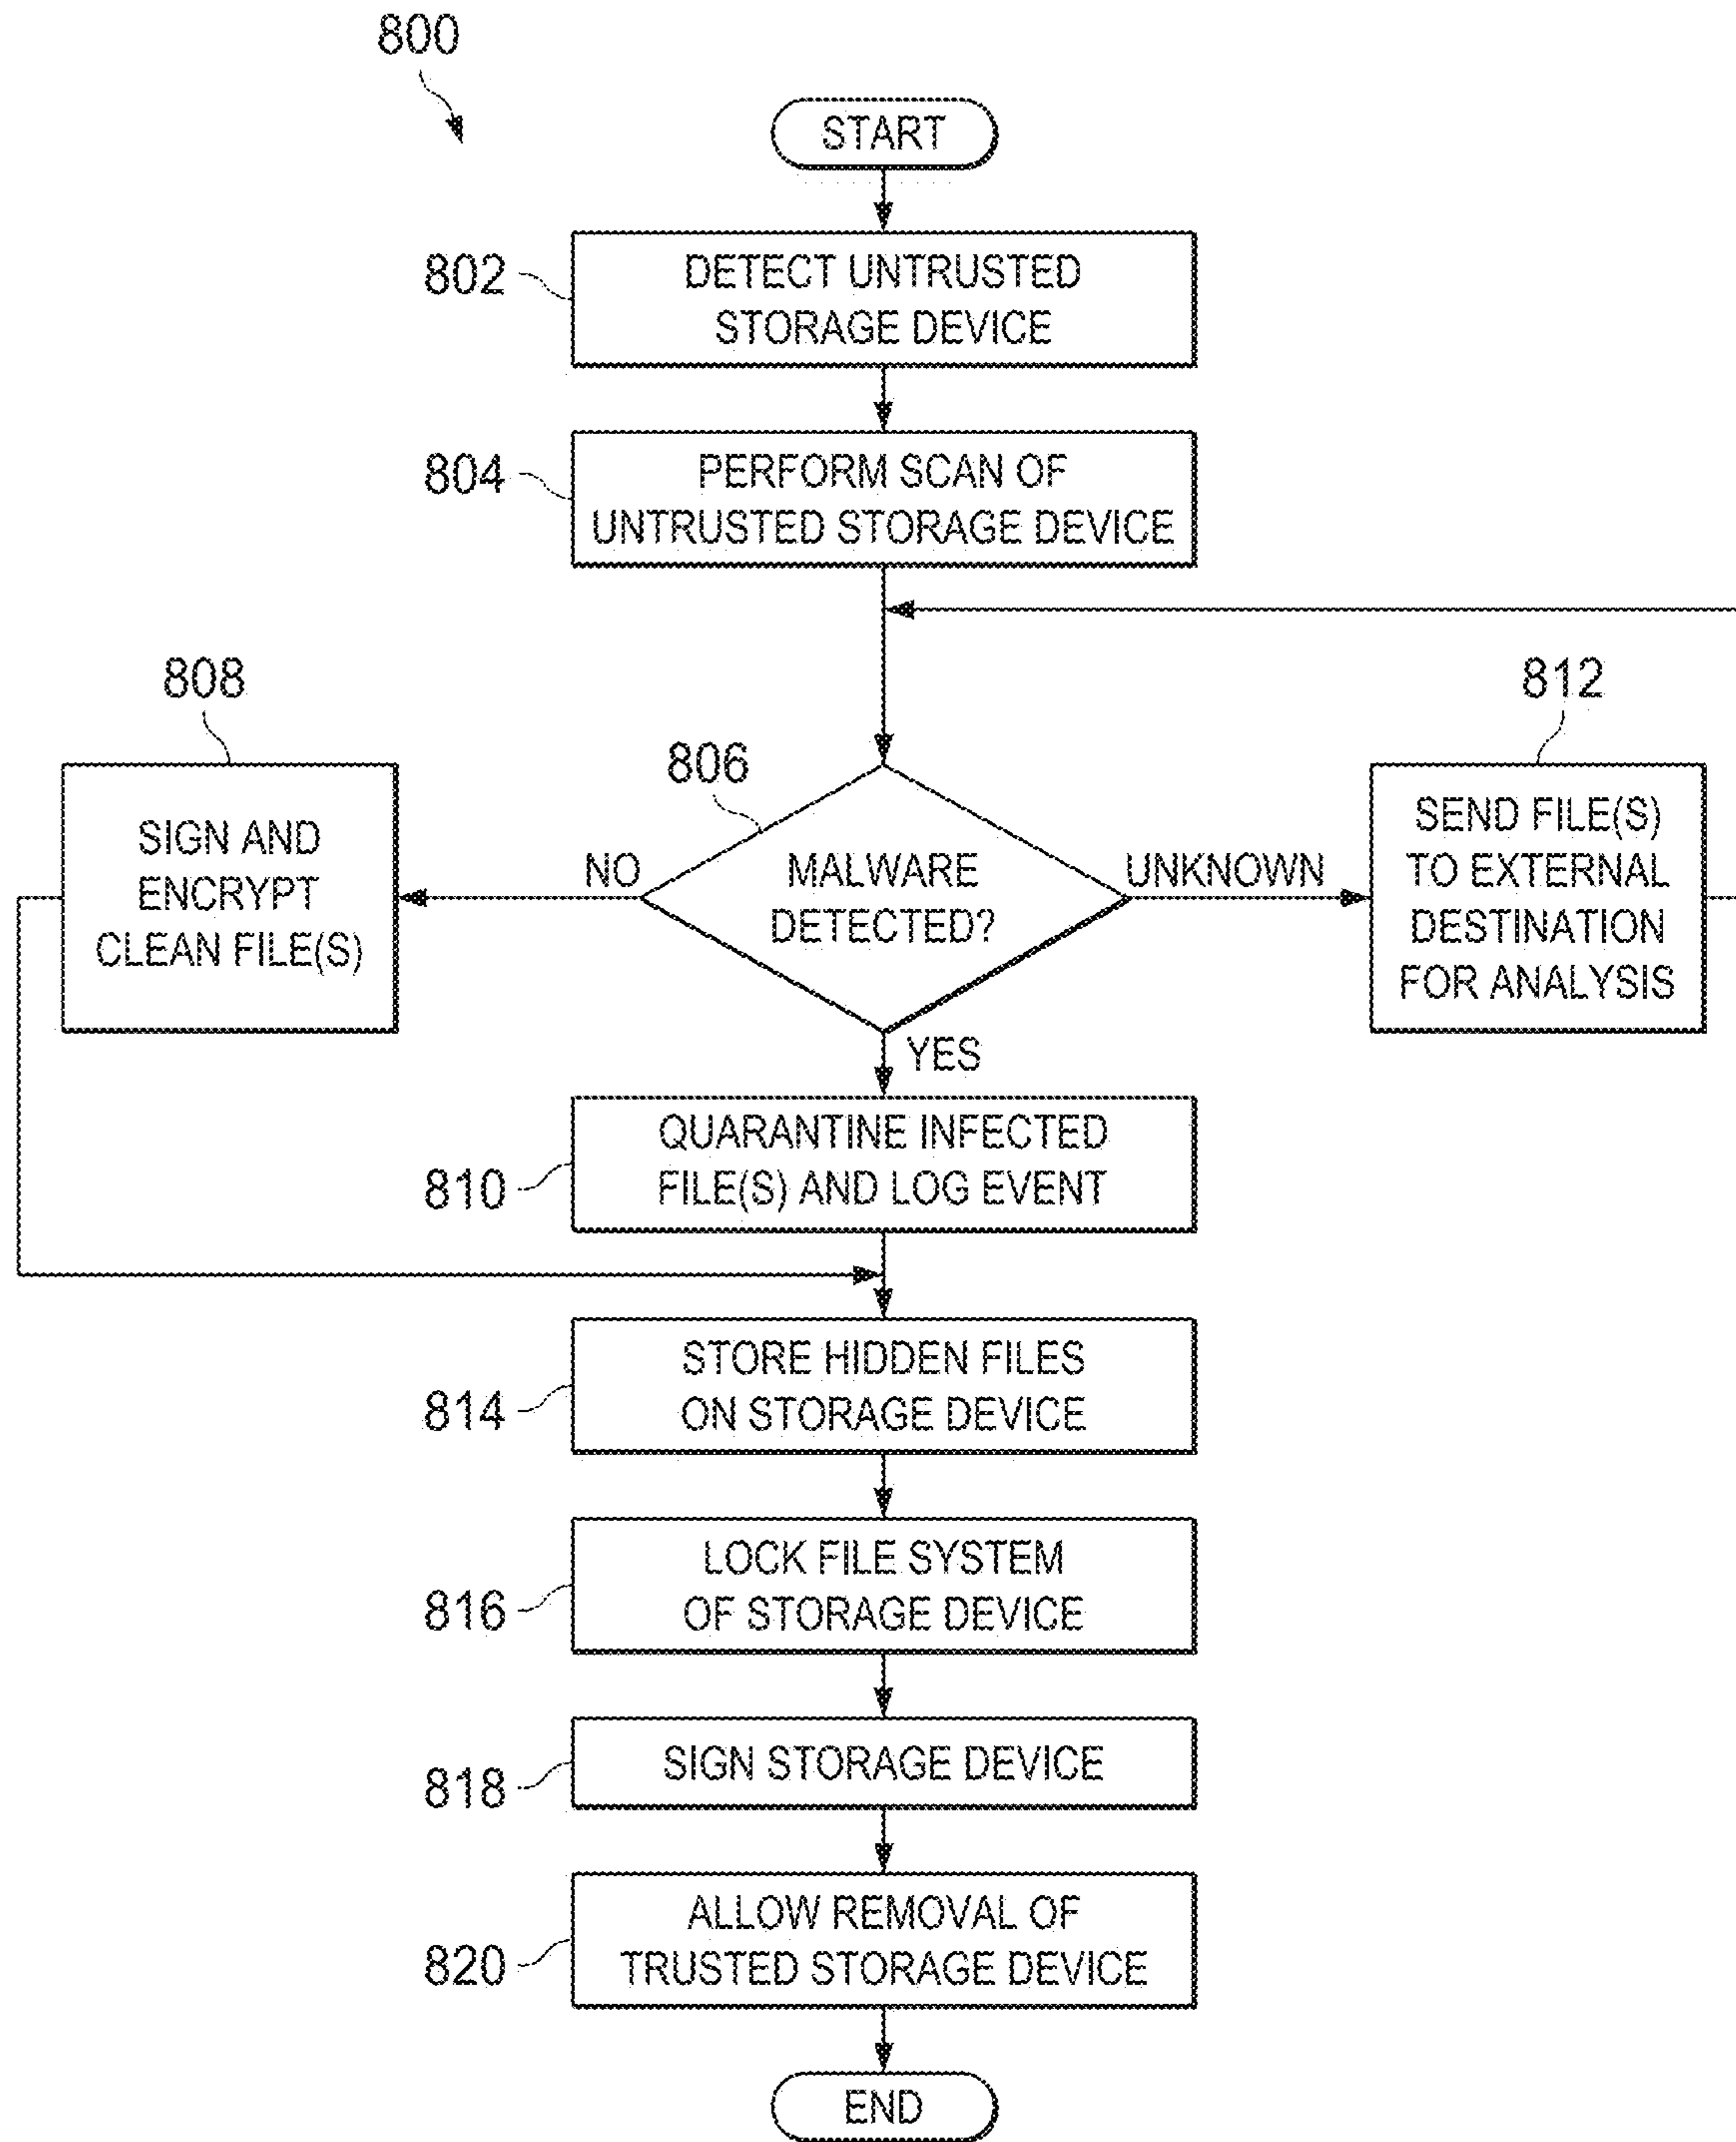 800
START
802
DETECT UNTRUSTED
STORAGE DEVICE
804
PERFORM SCAN OF
UNTRUSTED STORAGE DEVICE
808
SIGN AND
ENCRYPT
CLEAN FILE(S)
NO
806
MALWARE
DETECTED?
UNKNOWN
812
SEND FILE(S)
TO EXTERNAL
DESTINATION
FOR ANALYSIS
YES
810
QUARANTINE INFECTED
FILE(S) AND LOG EVENT
814
STORE HIDDEN FILES
ON STORAGE DEVICE
816
LOCK FILE SYSTEM
OF STORAGE DEVICE
818
SIGN STORAGE DEVICE
820
ALLOW REMOVAL OF
TRUSTED STORAGE DEVICE
END